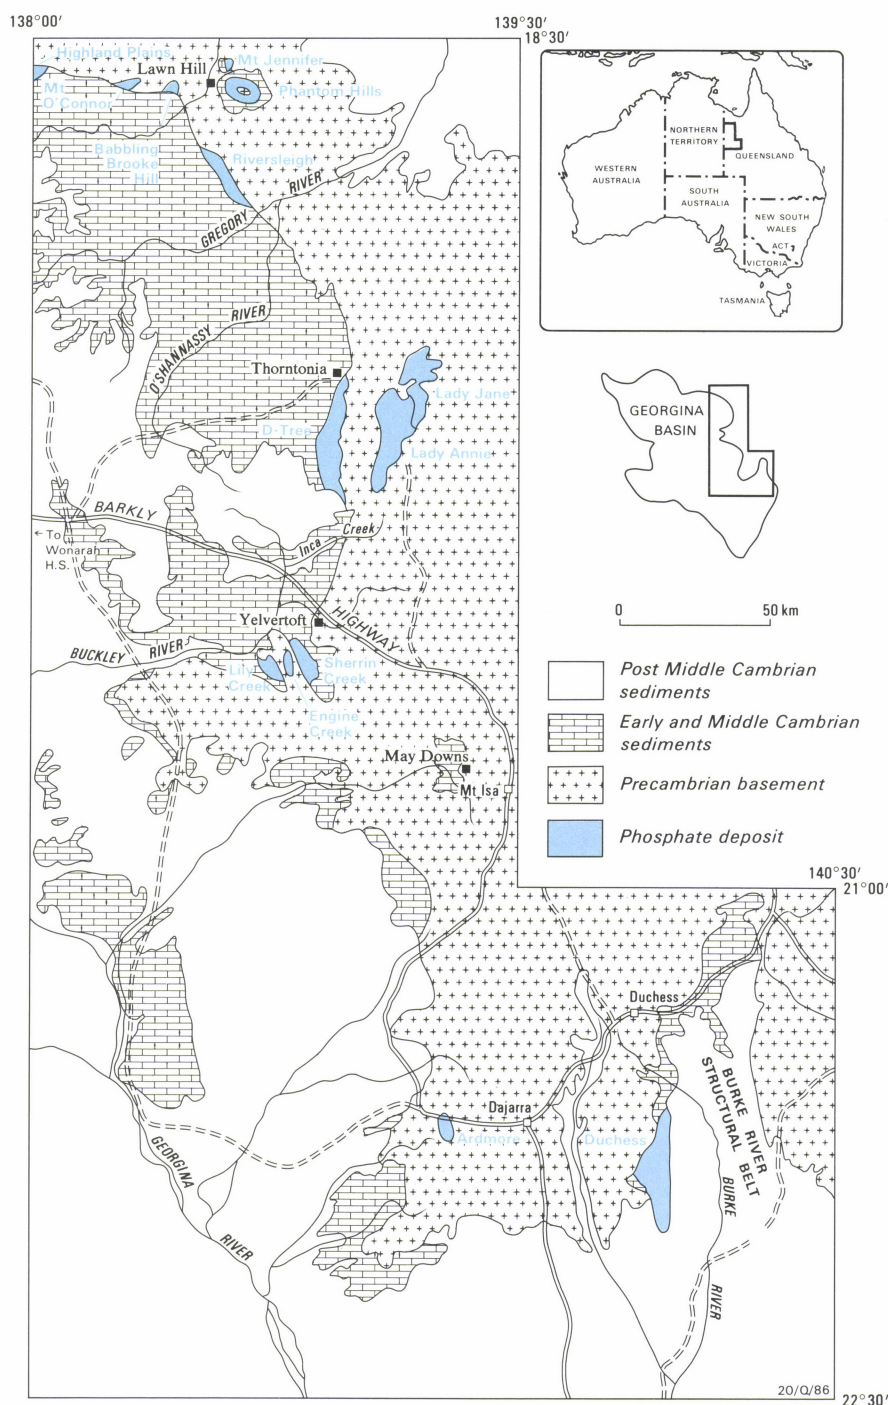 138°00'
139°30'
18°30'
Highland Plains
Mt Jennifer
Lawn Hill
Mt
O'Connor
Phantom Hills
Babbling
Brooke
Hill
Riversleigh
GREGORY RIVER
O'SHANNASSY RIVER
Thorntonia
Lady Jane
D-Tree
Lady Annie
BARKLY
HIGHWAY
←To
Wonarah
H.S.
Inca Creek
Yelvertoft
BUCKLEY RIVER
Lily
Creek
Sherrin
Creek
Engine
Creek
May Downs
Mt Isa
NORTHERN
TERRITORY
QUEENSLAND
WESTERN
AUSTRALIA
SOUTH
AUSTRALIA
NEW SOUTH
WALES
ACT
VICTORIA
TASMANIA
GEORGINA
BASIN
0 50 km
Post Middle Cambrian
sediments
Early and Middle Cambrian
sediments
Precambrian basement
Phosphate deposit
140°30'
21°00'
Duchess
BURKE RIVER
STRUCTURAL BELT
Dajarra
Ardmore
Duchess
GEORGINA
RIVER
BURKE
RIVER
20/Q/86
22°30'